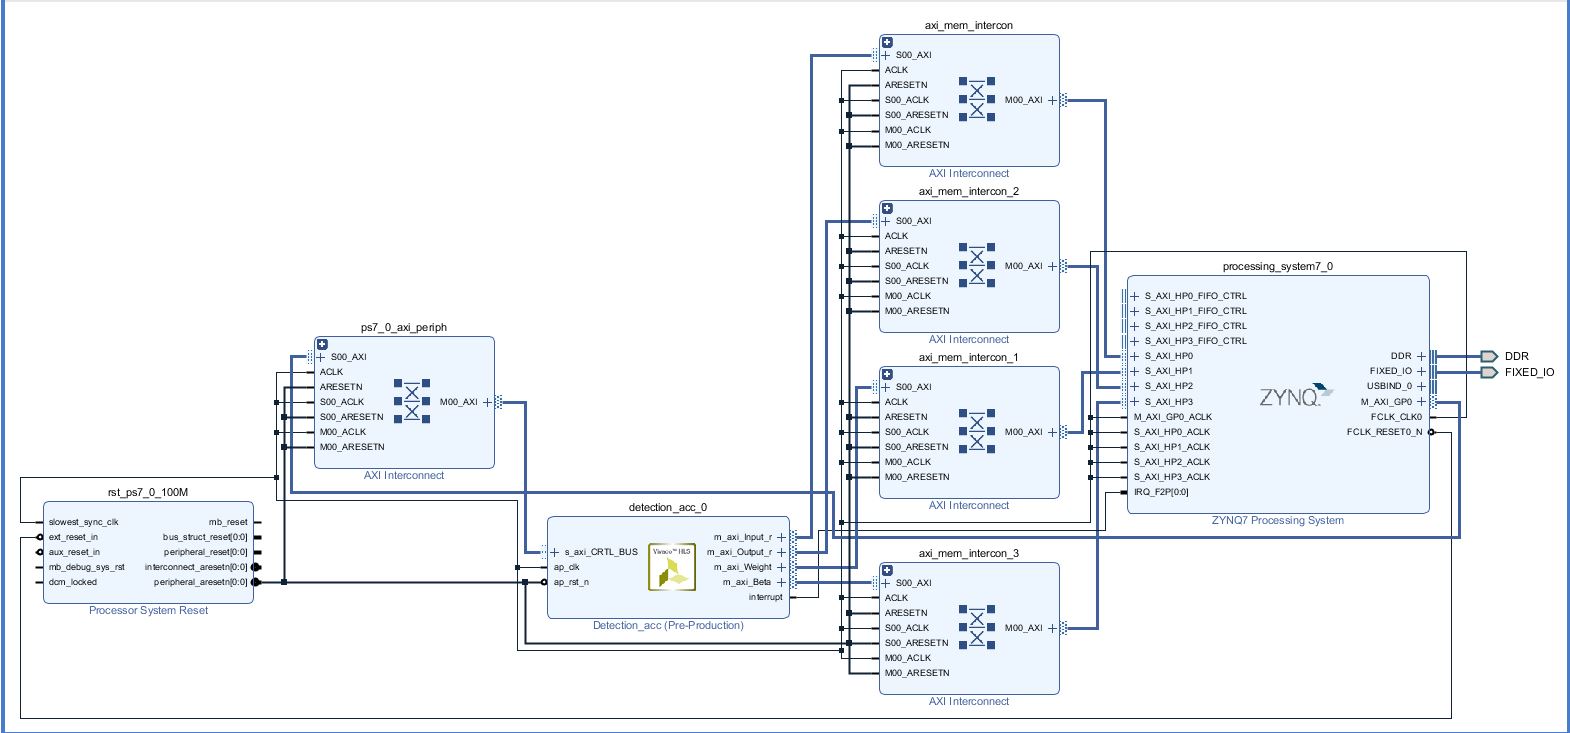 axi_mem_intercon
S00_AXI
ACLK
ARESETN
S00_ACLK
M00_AXI
S00_ARESETN
M00_ACLK
M00_ARESETN
AXI Interconnect
axi_mem_intercon_2
S00_AXI
ACLK
ARESETN
S00_ACLK
M00_AXI
S00_ARESETN
M00_ACLK
M00_ARESETN
AXI Interconnect
axi_mem_intercon_1
S00_AXI
ACLK
ARESETN
S00_ACLK
M00_AXI
S00_ARESETN
M00_ACLK
M00_ARESETN
AXI Interconnect
axi_mem_intercon_3
S00_AXI
ACLK
ARESETN
S00_ACLK
M00_AXI
S00_ARESETN
M00_ACLK
M00_ARESETN
AXI Interconnect
processing_system7_0
S_AXI_HP0_FIFO_CTRL
S_AXI_HP1_FIFO_CTRL
S_AXI_HP2_FIFO_CTRL
S_AXI_HP3_FIFO_CTRL
S_AXI_HP0
S_AXI_HP1
S_AXI_HP2
S_AXI_HP3
M_AXI_GP0_ACLK
S_AXI_HP0_ACLK
S_AXI_HP1_ACLK
S_AXI_HP2_ACLK
S_AXI_HP3_ACLK
IRQ_F2P[0:0]
ZYNQ
DDR
FIXED_IO
USBIND_0
M_AXI_GP0
FCLK_CLK0
FCLK_RESET0_N
ZYNQ7 Processing System
DDR
FIXED_IO
ps7_0_axi_periph
S00_AXI
ACLK
ARESETN
S00_ACLK
M00_AXI
S00_ARESETN
M00_ACLK
M00_ARESETN
AXI Interconnect
rst_ps7_0_100M
slowest_sync_clk
ext_reset_in
aux_reset_in
mb_debug_sys_rst
dcm_locked
mb_reset
bus_struct_reset[0:0]
peripheral_reset[0:0]
interconnect_aresetn[0:0]
peripheral_aresetn[0:0]
Processor System Reset
detection_acc_0
s_axi_CRTL_BUS
ap_clk
ap_rst_n
Vivado™ HLS
m_axi_Input_r
m_axi_Output_r
m_axi_Weight
m_axi_Beta
interrupt
Detection_acc (Pre-Production)